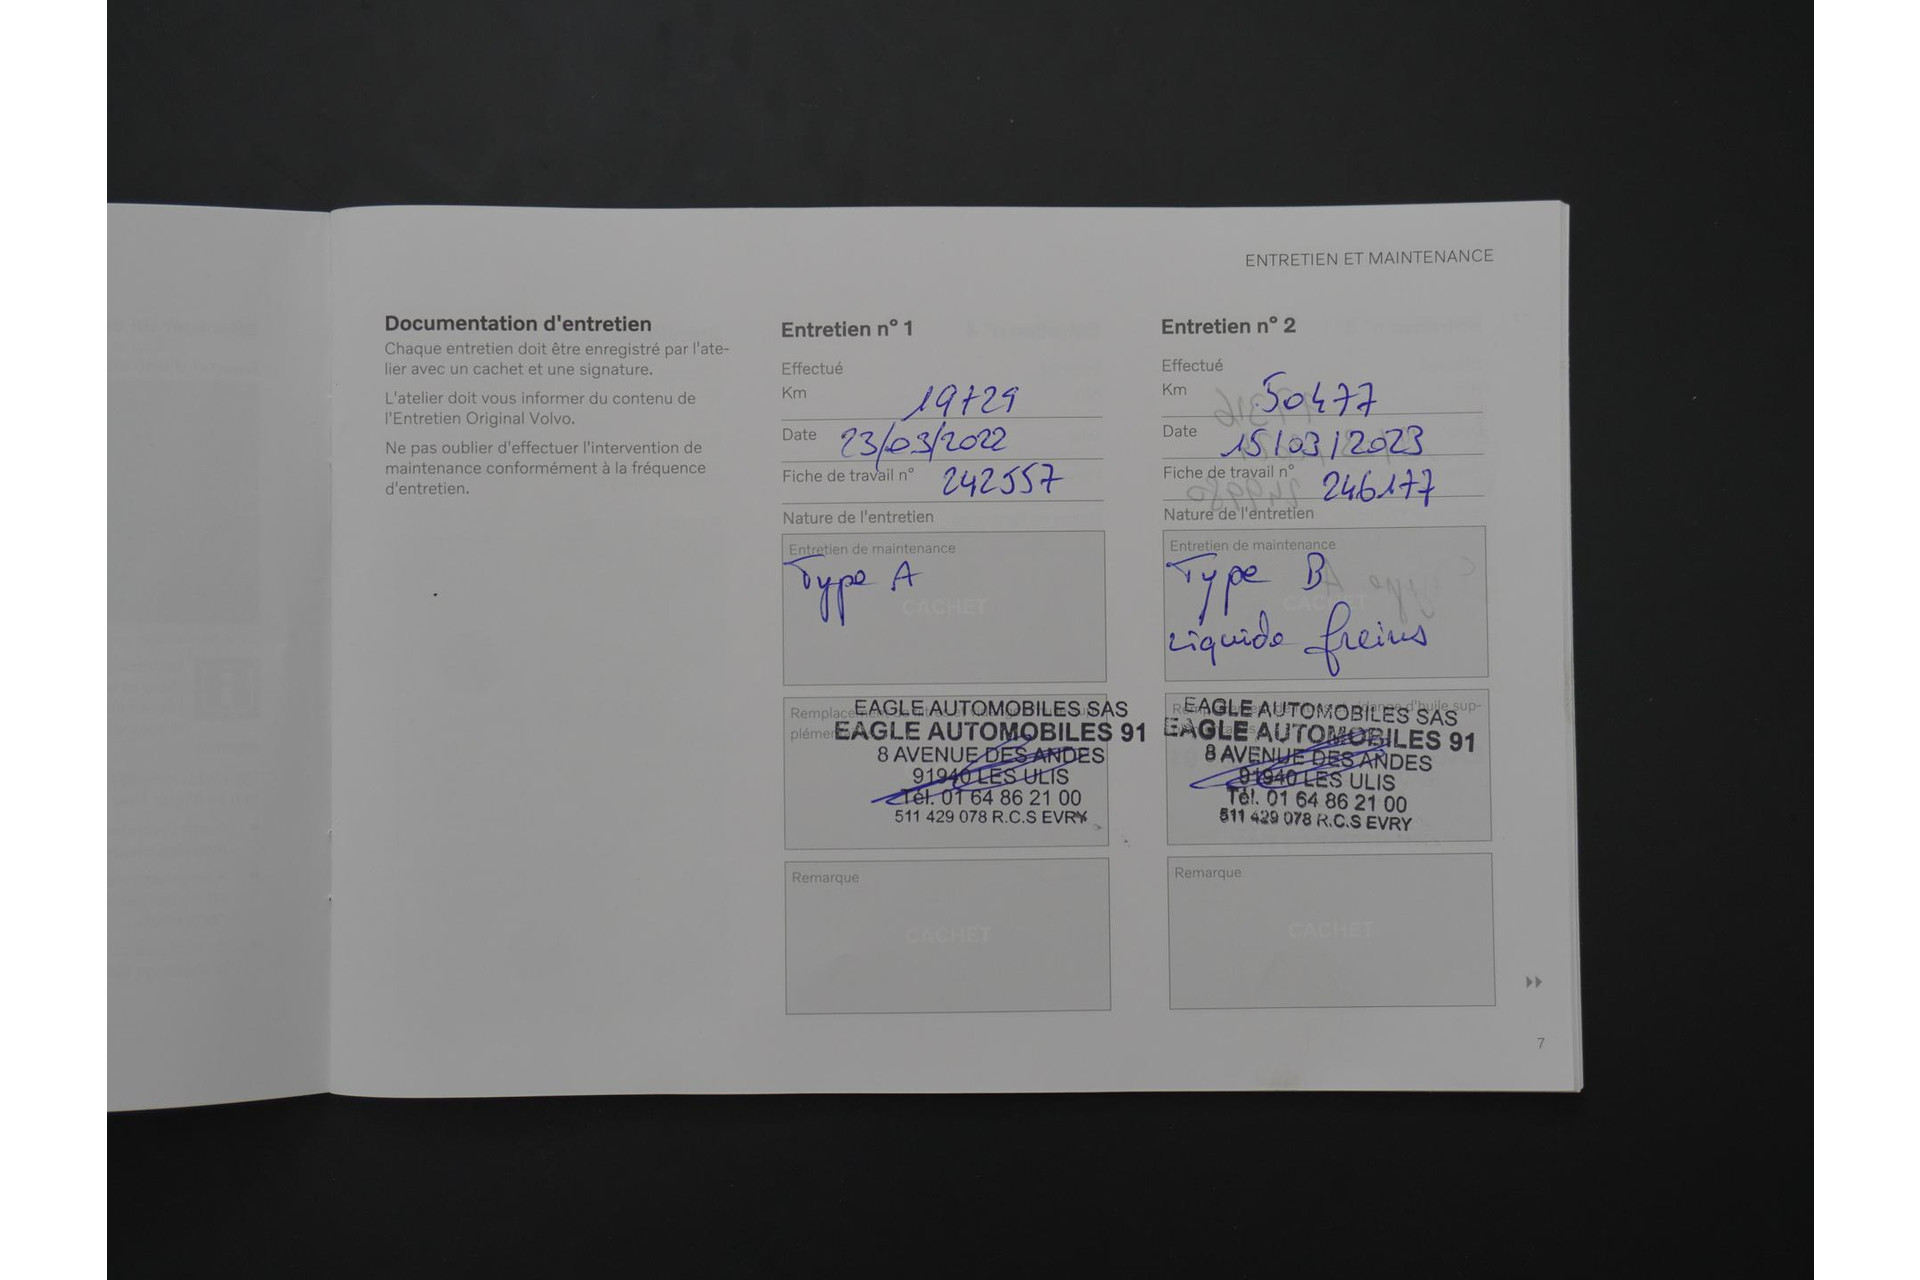 ENTRETIEN ET MAINTENANCE
Documentation d'entretien
Chaque entretien doit être enregistré par l'ate-
lier avec un cachet et une signature.
L'atelier doit vous informer du contenu de
l'Entretien Original Volvo.
Ne pas oublier d'effectuer l'intervention de
maintenance conformément à la fréquence
d'entretien.
Entretien n° 1
Effectué
Km 19729
Date 23/03/2022
Fiche de travail n° 242557
Nature de l'entretien
Entretien de maintenance
Type A
CACHET
EAGLE AUTOMOBILES SAS
EAGLE AUTOMOBILES 91
8 AVENUE DES ANDES
91940 LES ULIS
Tél. 01 64 86 21 00
511 429 078 R.C.S EVRY
Remarque
CACHET
Entretien n° 2
Effectué
Km 50477
Date 15/03/2023
Fiche de travail n° 246177
Nature de l'entretien
Entretien de maintenance
Type B
CACHET
Liquide freins
EAGLE AUTOMOBILES SAS
EAGLE AUTOMOBILES 91
8 AVENUE DES ANDES
91940 LES ULIS
Tél. 01 64 86 21 00
511 429 078 R.C.S EVRY
Remarque
CACHET
7